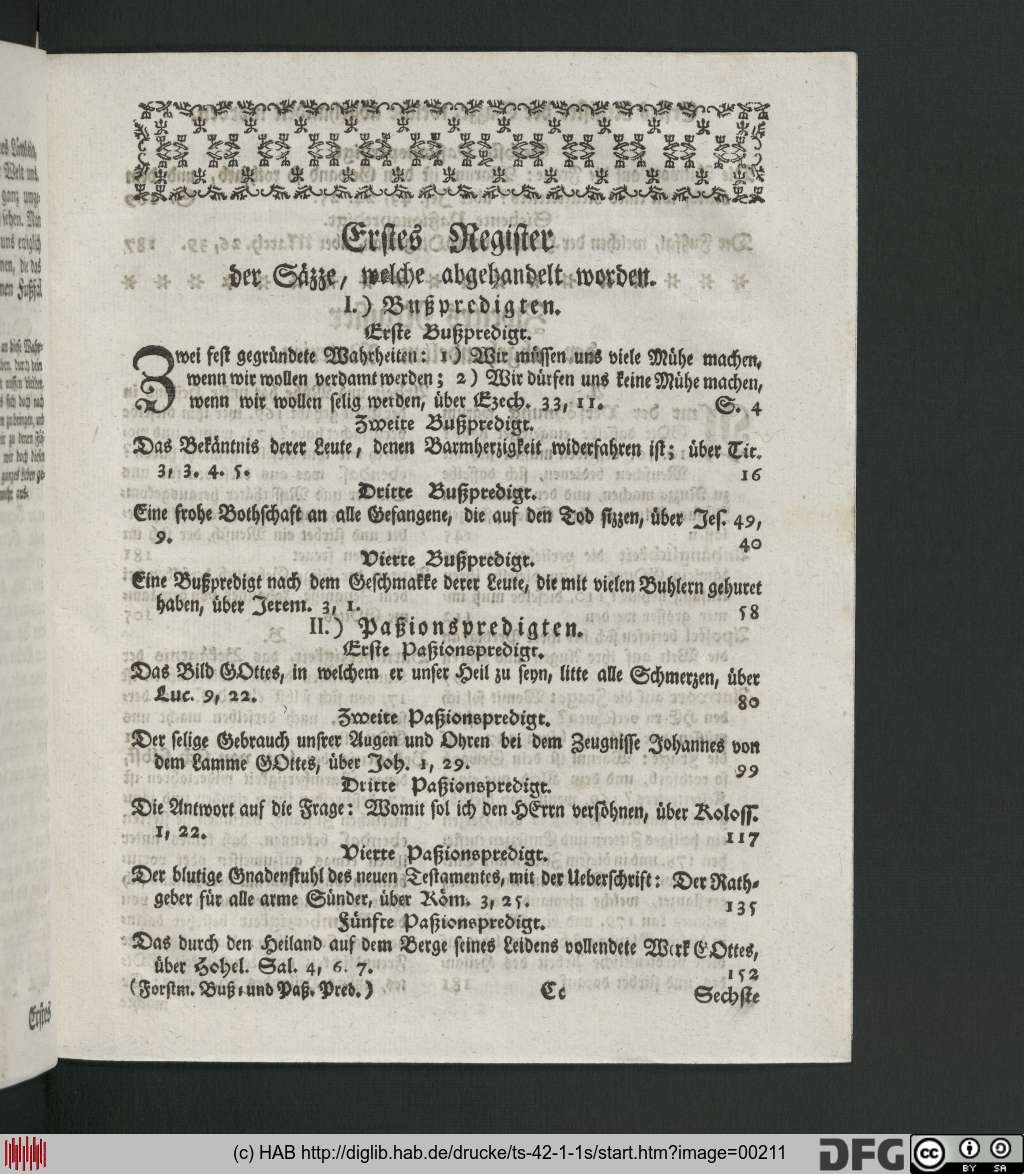 Erstes Register
der Säzze, welche abgehandelt worden.
I.) Bußpredigten.
Erste Bußpredigt.
Zwei fest gegründete Wahrheiten: 1) Wir müssen uns viele Mühe machen,
wenn wir wollen verdamt werden; 2) Wir dürfen uns keine Mühe machen,
wenn wir wollen selig werden, über Ezech. 33, 11. S. 4
Zweite Bußpredigt.
Das Bekäntnis derer Leute, denen Barmherzigkeit widerfahren ist; über Tit.
3, 3. 4. 5. 16
Dritte Bußpredigt.
Eine frohe Bothschaft an alle Gefangene, die auf den Tod sizzen, über Jes. 49,
9. 40
Vierte Bußpredigt.
Eine Bußpredigt nach dem Geschmakke derer Leute, die mit vielen Buhlern gehuret
haben, über Jerem. 3, 1. 58
II.) Paßionspredigten.
Erste Paßionspredigt.
Das Bild GOttes, in welchem er unser Heil zu seyn, litte alle Schmerzen, über
Luc. 9, 22. 80
Zweite Paßionspredigt.
Der selige Gebrauch unsrer Augen und Ohren bei dem Zeugnisse Johannes von
dem Lamme GOttes, über Joh. 1, 29. 99
Dritte Paßionspredigt.
Die Antwort auf die Frage: Womit sol ich den HErrn versöhnen, über Koloss.
1, 22. 117
Vierte Paßionspredigt.
Der blutige Gnadenstuhl des neuen Testamentes, mit der Ueberschrift: Der Rath-
geber für alle arme Sünder, über Röm. 3, 25. 135
Fünfte Paßionspredigt.
Das durch den Heiland auf dem Berge seines Leidens vollendete Werk GOttes,
über Hohel. Sal. 4, 6. 7. 152
(Forstm. Buß- und Paß. Pred.) Cc Sechste
Erstes
(c) HAB http://diglib.hab.de/drucke/ts-42-1-1s/start.htm?image=00211
DFG
cc
BY SA